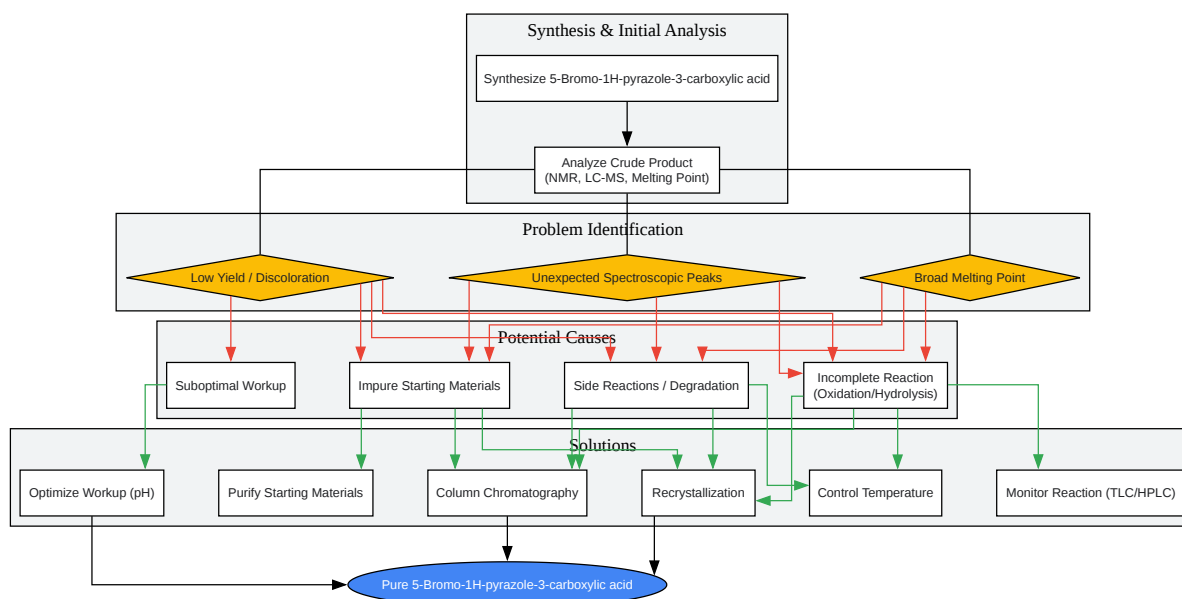 Synthesis & Initial Analysis
Synthesize 5-Bromo-1H-pyrazole-3-carboxylic acid
Analyze Crude Product
(NMR, LC-MS, Melting Point)
Problem Identification
Low Yield / Discoloration
Unexpected Spectroscopic Peaks
Broad Melting Point
Potential Causes
Suboptimal Workup
Impure Starting Materials
Side Reactions / Degradation
Incomplete Reaction
(Oxidation/Hydrolysis)
Solutions
Optimize Workup (pH)
Purify Starting Materials
Column Chromatography
Recrystallization
Control Temperature
Monitor Reaction (TLC/HPLC)
Pure 5-Bromo-1H-pyrazole-3-carboxylic acid